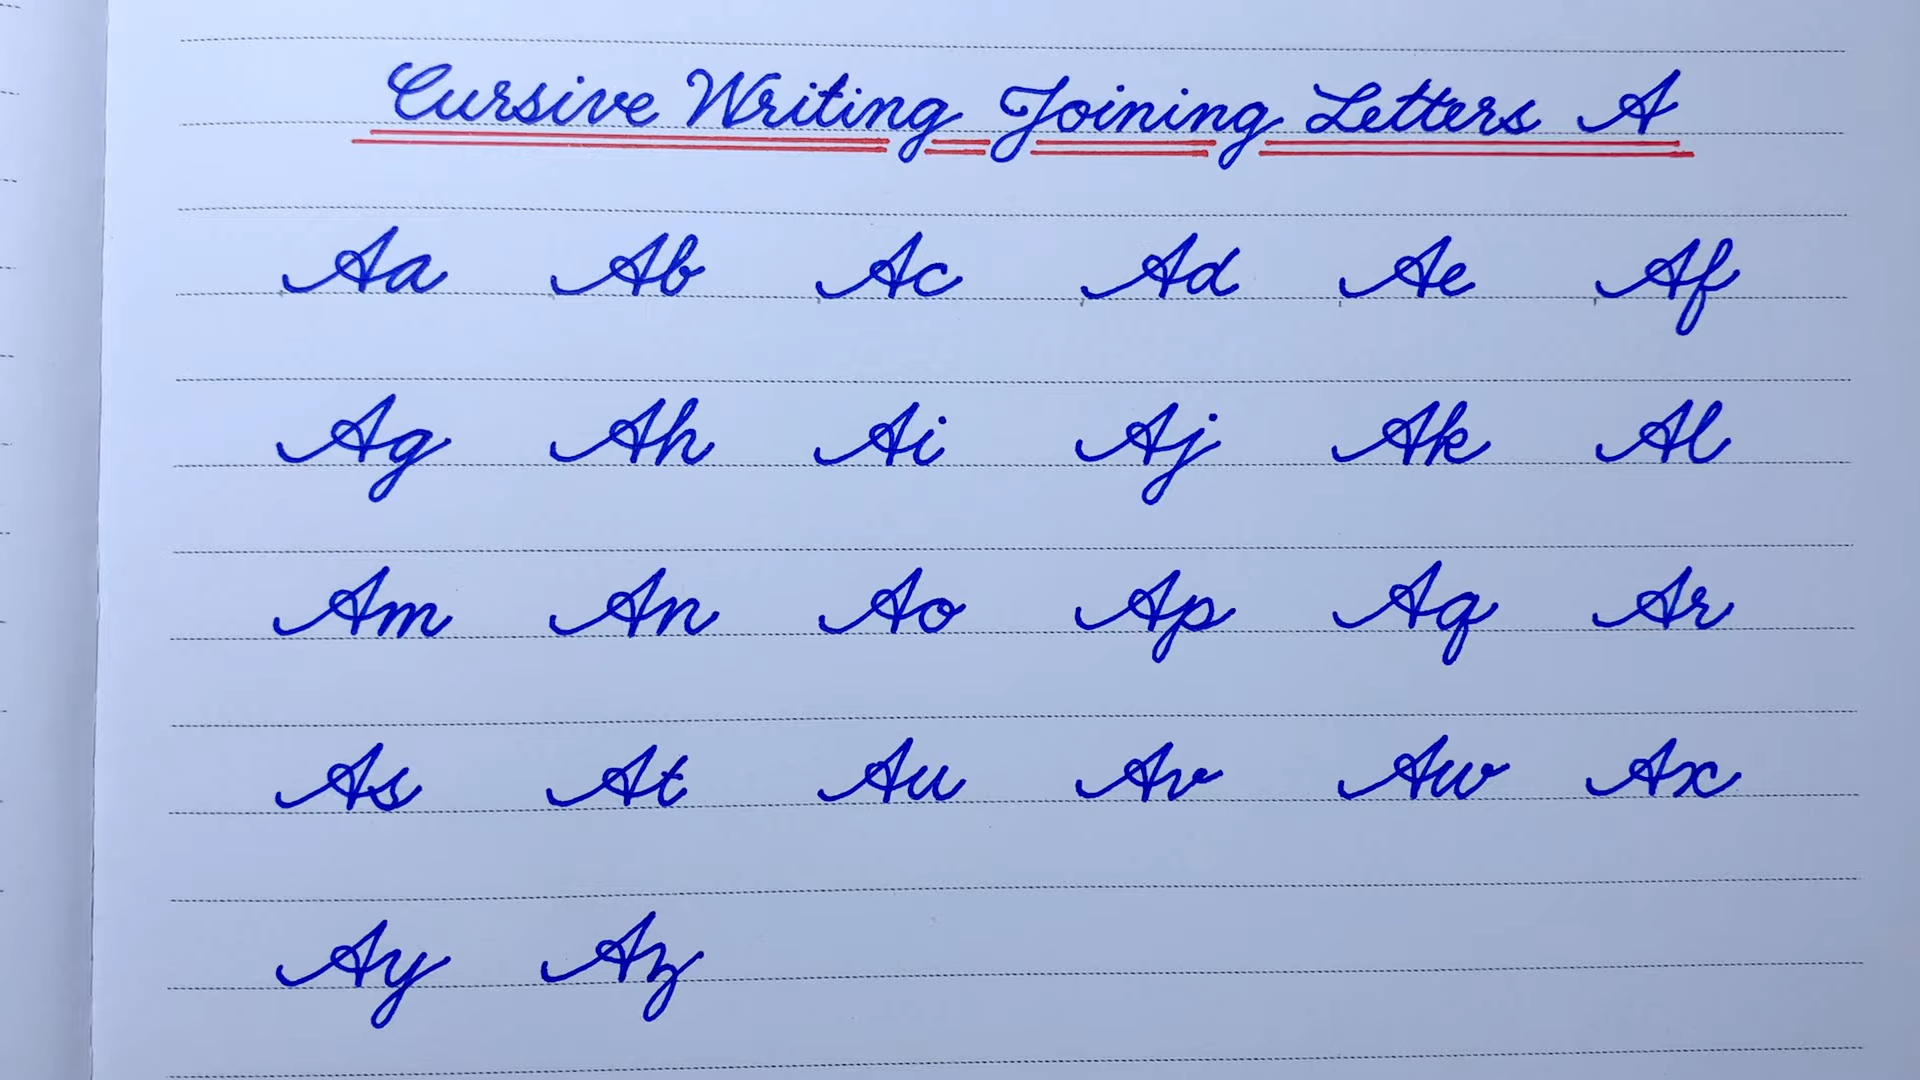 Cursive Writing Joining Letters A
Aa Ab Ac Ad Ae Af
Ag Ah Ai Aj Ak Al
Am An Ao Ap Aq Ar
As At Au Av Aw Ax
Ay Az